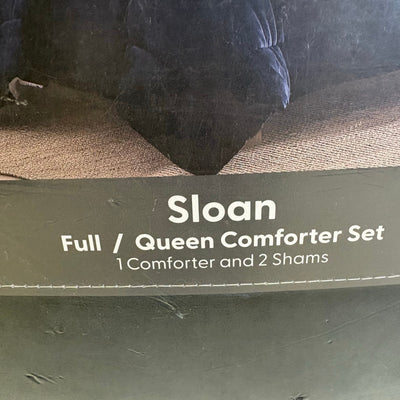 Sloan
Full / Queen Comforter Set
1 Comforter and 2 Shams